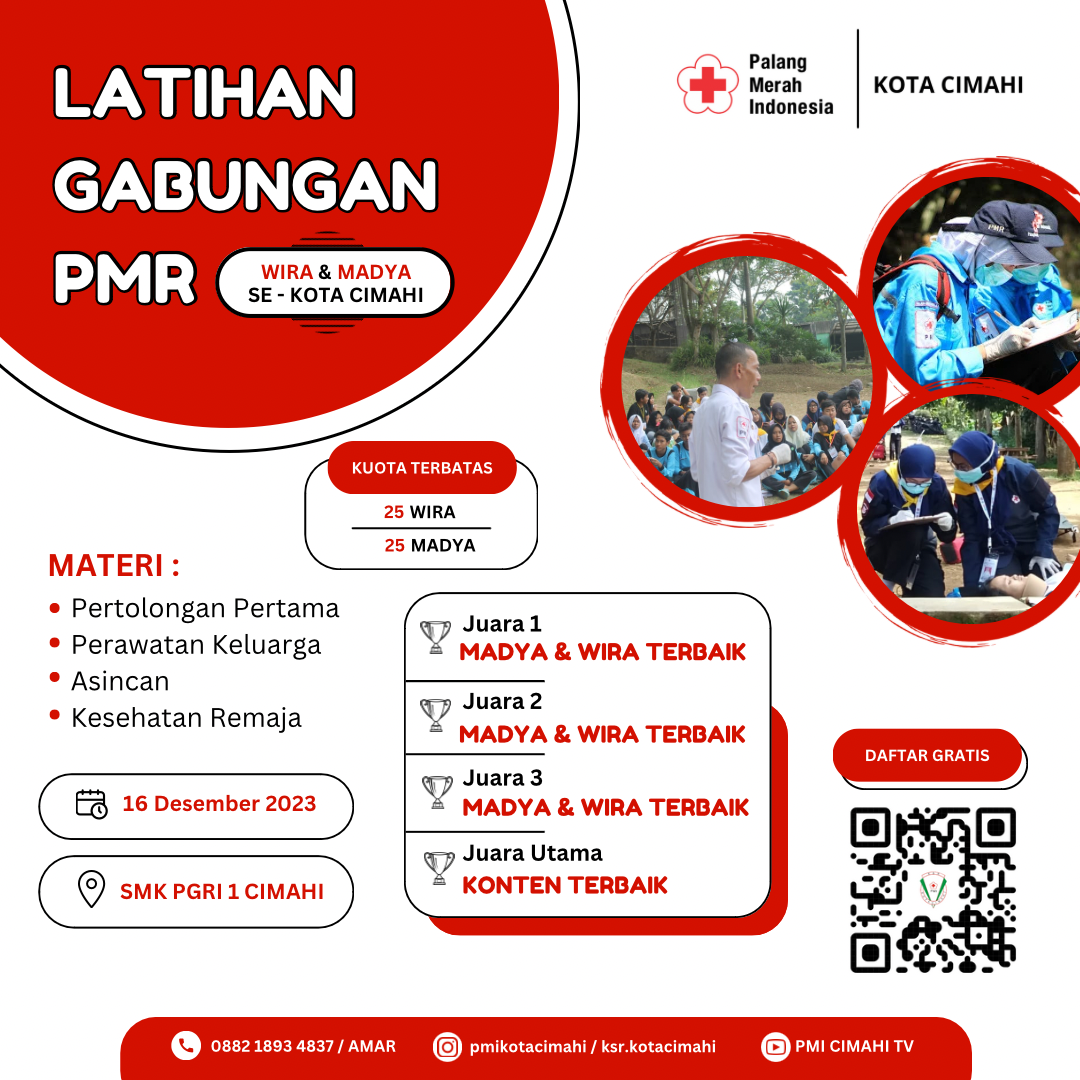 LATIHAN
GABUNGAN
PMR
WIRA & MADYA
SE - KOTA CIMAHI
Palang
Merah
Indonesia
KOTA CIMAHI
KUOTA TERBATAS
25 WIRA
25 MADYA
MATERI :
Pertolongan Pertama
Perawatan Keluarga
Asincan
Kesehatan Remaja
16 Desember 2023
SMK PGRI 1 CIMAHI
Juara 1
MADYA & WIRA TERBAIK
Juara 2
MADYA & WIRA TERBAIK
Juara 3
MADYA & WIRA TERBAIK
Juara Utama
KONTEN TERBAIK
DAFTAR GRATIS
0882 1893 4837 / AMAR
pmikotacimahi / ksr.kotacimahi
PMI CIMAHI TV
PMR